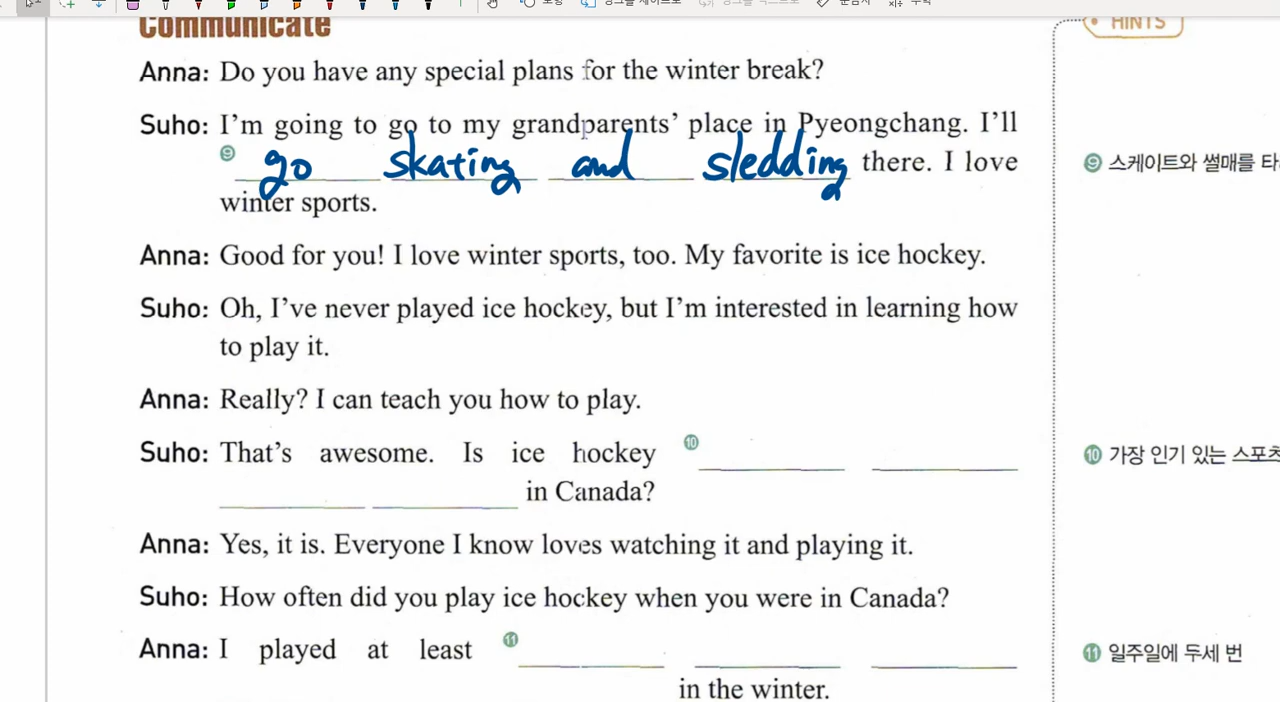 Communicate
HINTS
Anna: Do you have any special plans for the winter break?
Suho: I'm going to go to my grandparents' place in Pyeongchang. I'll
⑨ go skating and sledding there. I love
winter sports.
⑨ 스케이트와 썰매를 타
Anna: Good for you! I love winter sports, too. My favorite is ice hockey.
Suho: Oh, I've never played ice hockey, but I'm interested in learning how
to play it.
Anna: Really? I can teach you how to play.
Suho: That's awesome. Is ice hockey ⑩
in Canada?
⑩ 가장 인기 있는 스포츠
Anna: Yes, it is. Everyone I know loves watching it and playing it.
Suho: How often did you play ice hockey when you were in Canada?
Anna: I played at least ⑪
in the winter.
⑪ 일주일에 두세 번